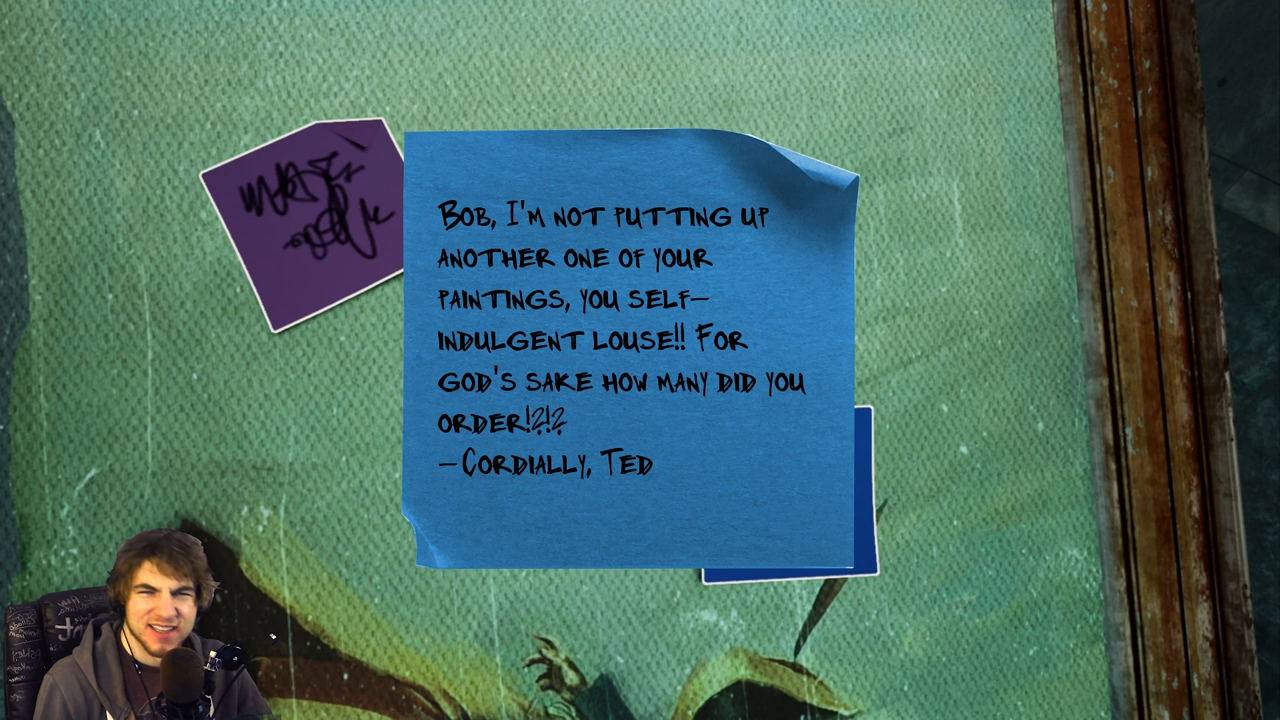 Bob, I'm not putting up
another one of your
paintings, you self-
indulgent louse!! For
God's sake how many did you
order!?!?
-Cordially, Ted